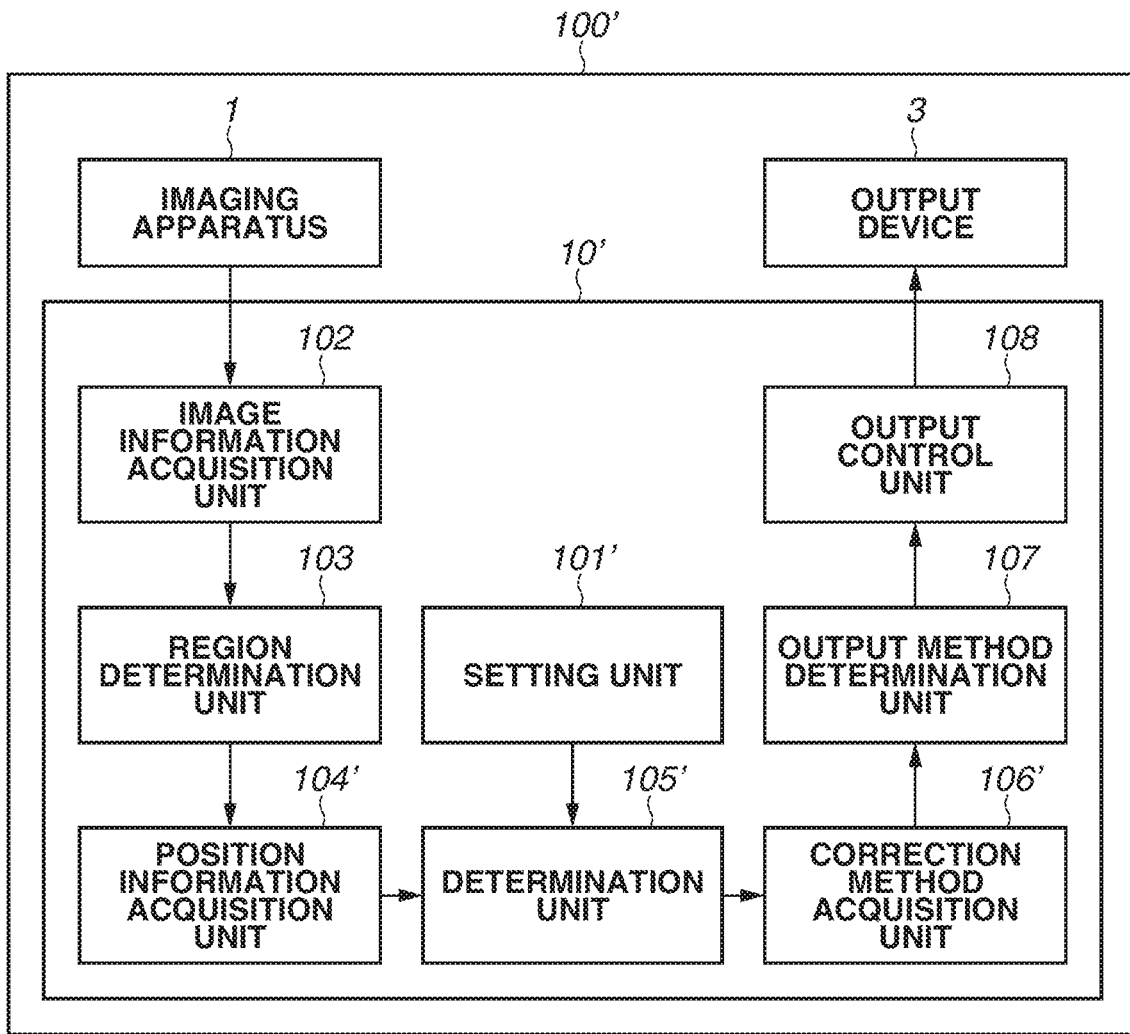 100'
1
3
IMAGING
APPARATUS
OUTPUT
DEVICE
10'
102
108
IMAGE
INFORMATION
ACQUISITION
UNIT
OUTPUT
CONTROL
UNIT
103
101'
107
REGION
DETERMINATION
UNIT
SETTING UNIT
OUTPUT METHOD
DETERMINATION
UNIT
104'
105'
106'
POSITION
INFORMATION
ACQUISITION
UNIT
DETERMINATION
UNIT
CORRECTION
METHOD
ACQUISITION
UNIT